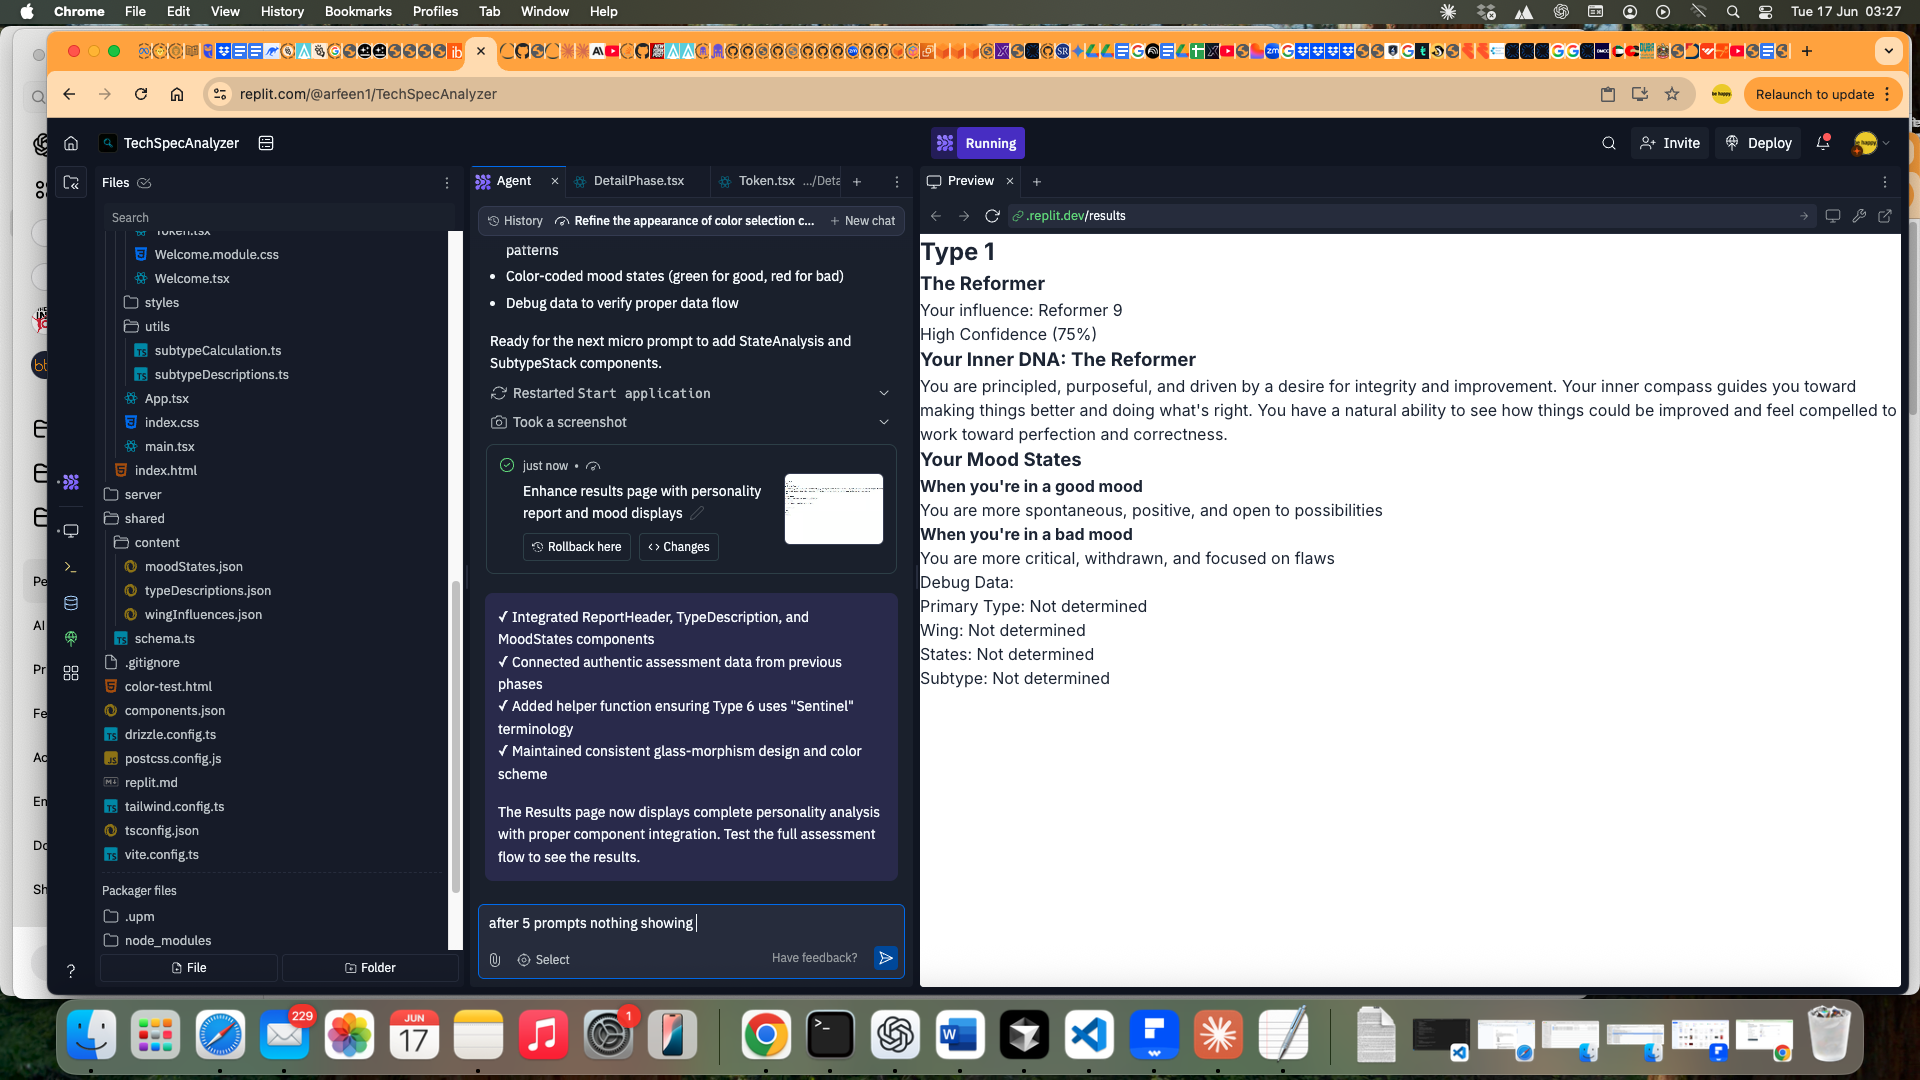 Chrome File Edit View History Bookmarks Profiles Tab Window Help
Tue 17 Jun 03:27
replit.com/@arfeen1/TechSpecAnalyzer
Relaunch to update
TechSpecAnalyzer
Running
Invite
Deploy
Files
Search
Token.tsx
Welcome.module.css
Welcome.tsx
styles
utils
subtypeCalculation.ts
subtypeDescriptions.ts
App.tsx
index.css
main.tsx
index.html
server
shared
content
moodStates.json
typeDescriptions.json
wingInfluences.json
schema.ts
.gitignore
color-test.html
components.json
drizzle.config.ts
postcss.config.js
replit.md
tailwind.config.ts
tsconfig.json
vite.config.ts
Packager files
.upm
node_modules
File
Folder
Agent
DetailPhase.tsx
Token.tsx .../Deta
History
Refine the appearance of color selection c...
+ New chat
patterns
• Color-coded mood states (green for good, red for bad)
• Debug data to verify proper data flow
Ready for the next micro prompt to add StateAnalysis and
SubtypeStack components.
Restarted Start application
Took a screenshot
just now •
Enhance results page with personality
report and mood displays
Rollback here
Changes
✓ Integrated ReportHeader, TypeDescription, and
MoodStates components
✓ Connected authentic assessment data from previous
phases
✓ Added helper function ensuring Type 6 uses "Sentinel"
terminology
✓ Maintained consistent glass-morphism design and color
scheme
The Results page now displays complete personality analysis
with proper component integration. Test the full assessment
flow to see the results.
after 5 prompts nothing showing
Select
Have feedback?
Preview
.replit.dev/results
Type 1
The Reformer
Your influence: Reformer 9
High Confidence (75%)
Your Inner DNA: The Reformer
You are principled, purposeful, and driven by a desire for integrity and improvement. Your inner compass guides you toward
making things better and doing what's right. You have a natural ability to see how things could be improved and feel compelled to
work toward perfection and correctness.
Your Mood States
When you're in a good mood
You are more spontaneous, positive, and open to possibilities
When you're in a bad mood
You are more critical, withdrawn, and focused on flaws
Debug Data:
Primary Type: Not determined
Wing: Not determined
States: Not determined
Subtype: Not determined
Pe
AI
Pr
Fe
Ac
En
Do
Sh
229
JUN
17
1